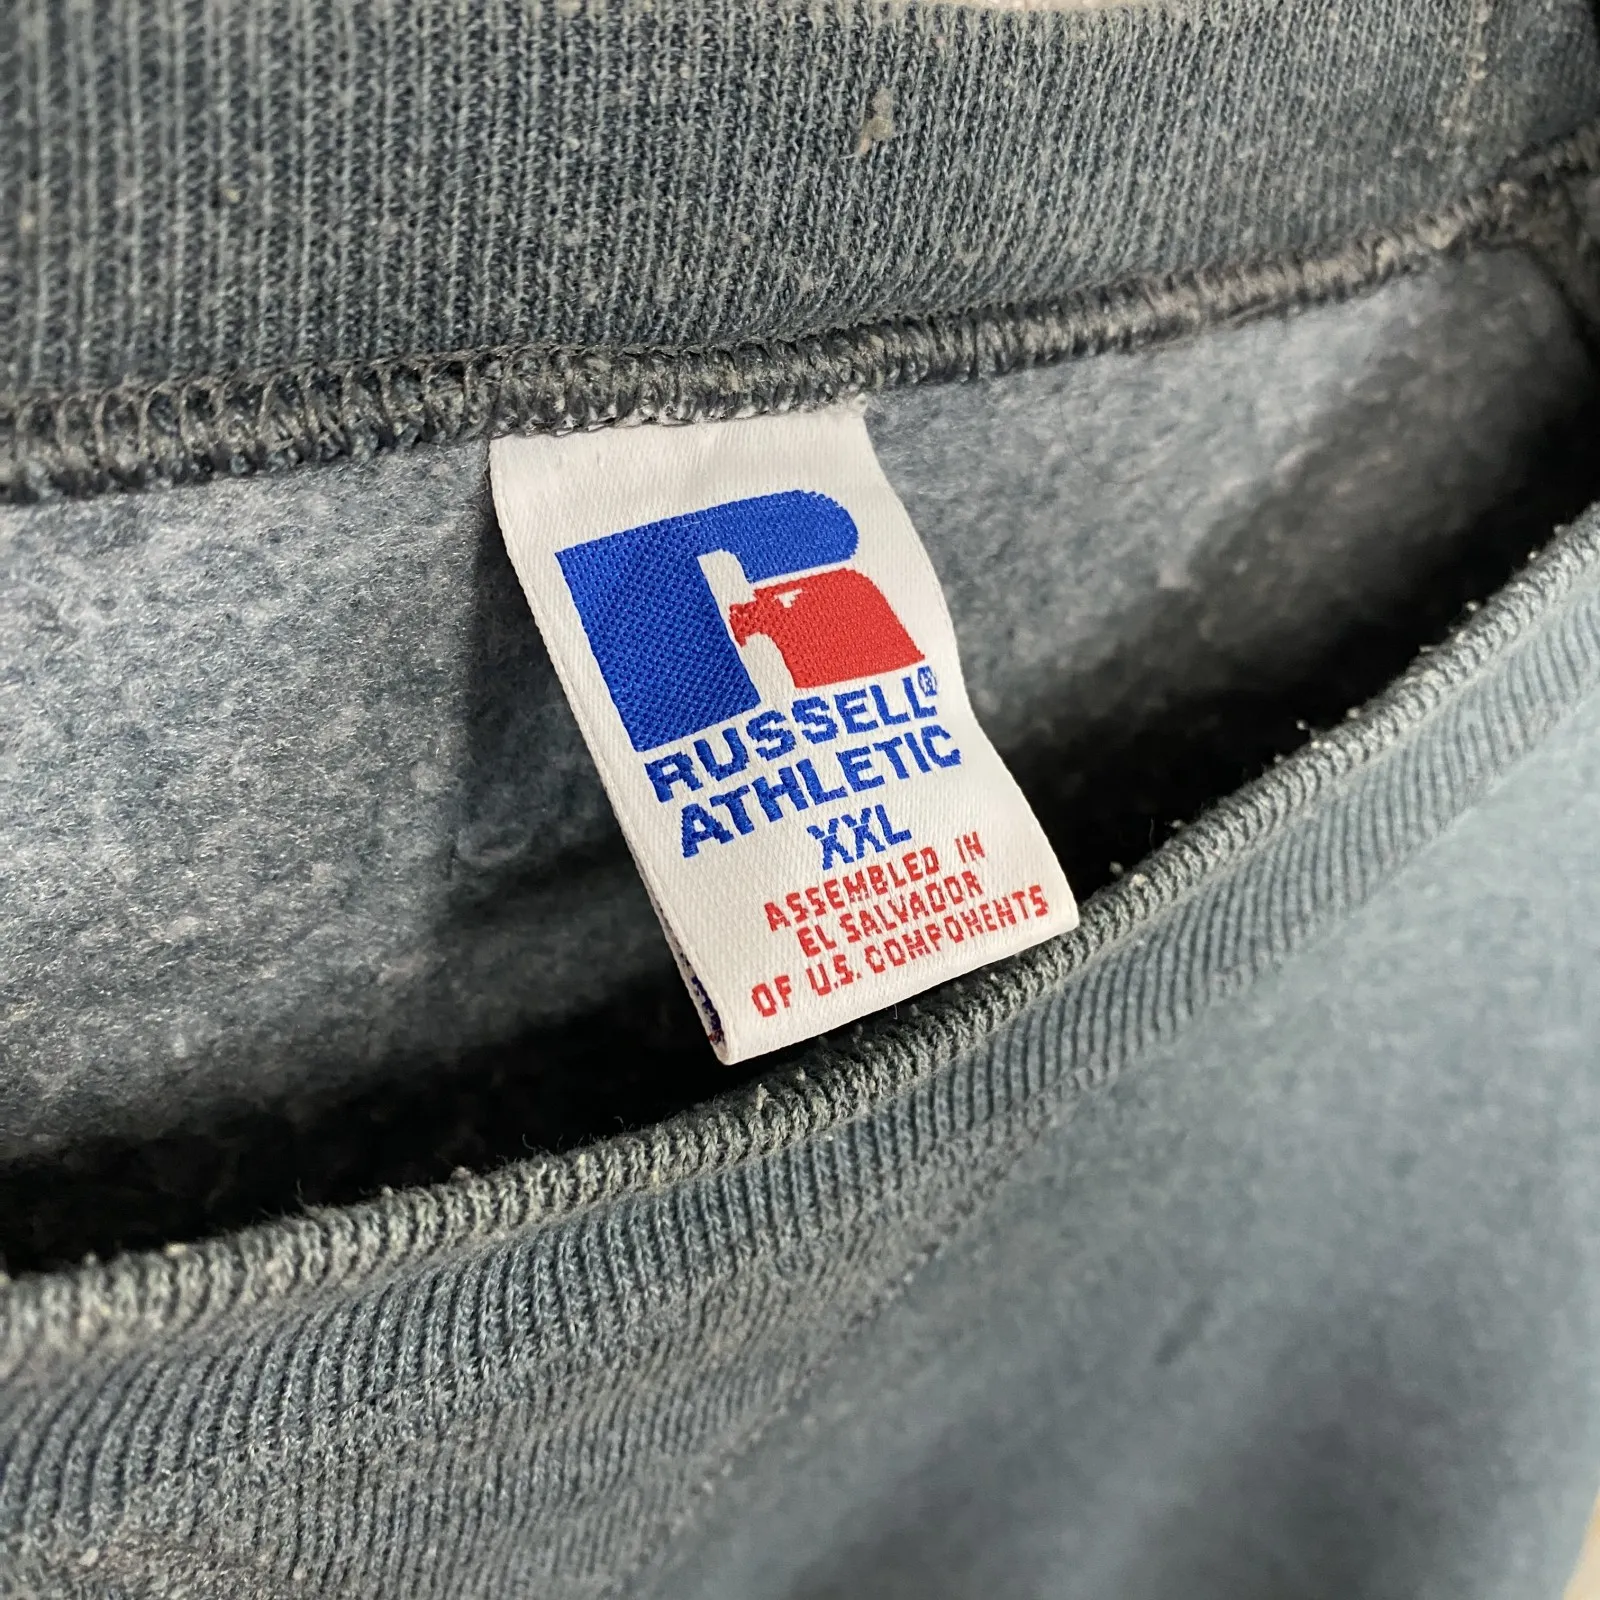 RUSSELL®
ATHLETIC
XXL
ASSEMBLED IN
EL SALVADOR
OF U.S. COMPONENTS